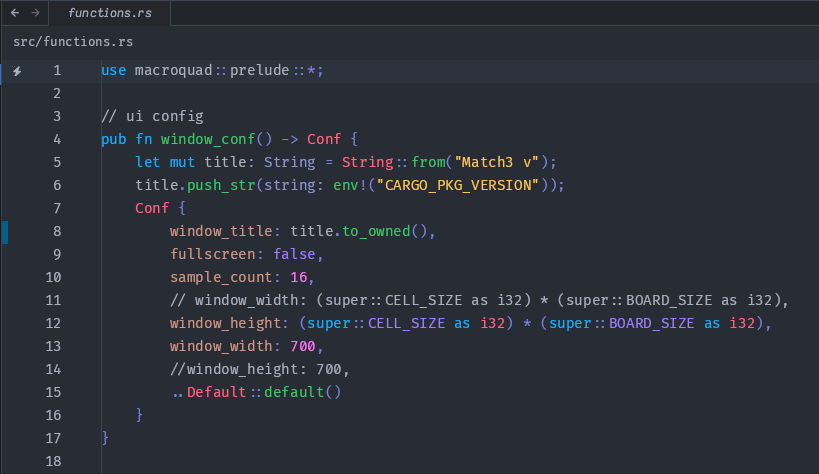 ← → functions.rs
src/functions.rs
1 use macroquad::prelude::*;
2
3 // ui config
4 pub fn window_conf() -> Conf {
5     let mut title: String = String::from("Match3 v");
6     title.push_str(string: env!("CARGO_PKG_VERSION"));
7     Conf {
8         window_title: title.to_owned(),
9         fullscreen: false,
10         sample_count: 16,
11         // window_width: (super::CELL_SIZE as i32) * (super::BOARD_SIZE as i32),
12         window_height: (super::CELL_SIZE as i32) * (super::BOARD_SIZE as i32),
13         window_width: 700,
14         //window_height: 700,
15         ..Default::default()
16     }
17 }
18